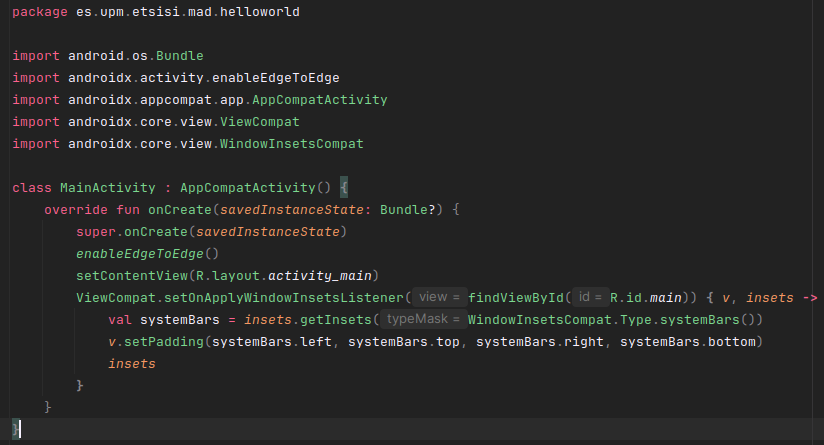 package es.upm.etsisi.mad.helloworld
import android.os.Bundle
import androidx.activity.enableEdgeToEdge
import androidx.appcompat.app.AppCompatActivity
import androidx.core.view.ViewCompat
import androidx.core.view.WindowInsetsCompat
class MainActivity : AppCompatActivity() {
    override fun onCreate(savedInstanceState: Bundle?) {
        super.onCreate(savedInstanceState)
        enableEdgeToEdge()
        setContentView(R.layout.activity_main)
        ViewCompat.setOnApplyWindowInsetsListener( view = findViewById( id = R.id.main)) { v, insets ->
            val systemBars = insets.getInsets( typeMask = WindowInsetsCompat.Type.systemBars())
            v.setPadding(systemBars.left, systemBars.top, systemBars.right, systemBars.bottom)
            insets
        }
    }
}